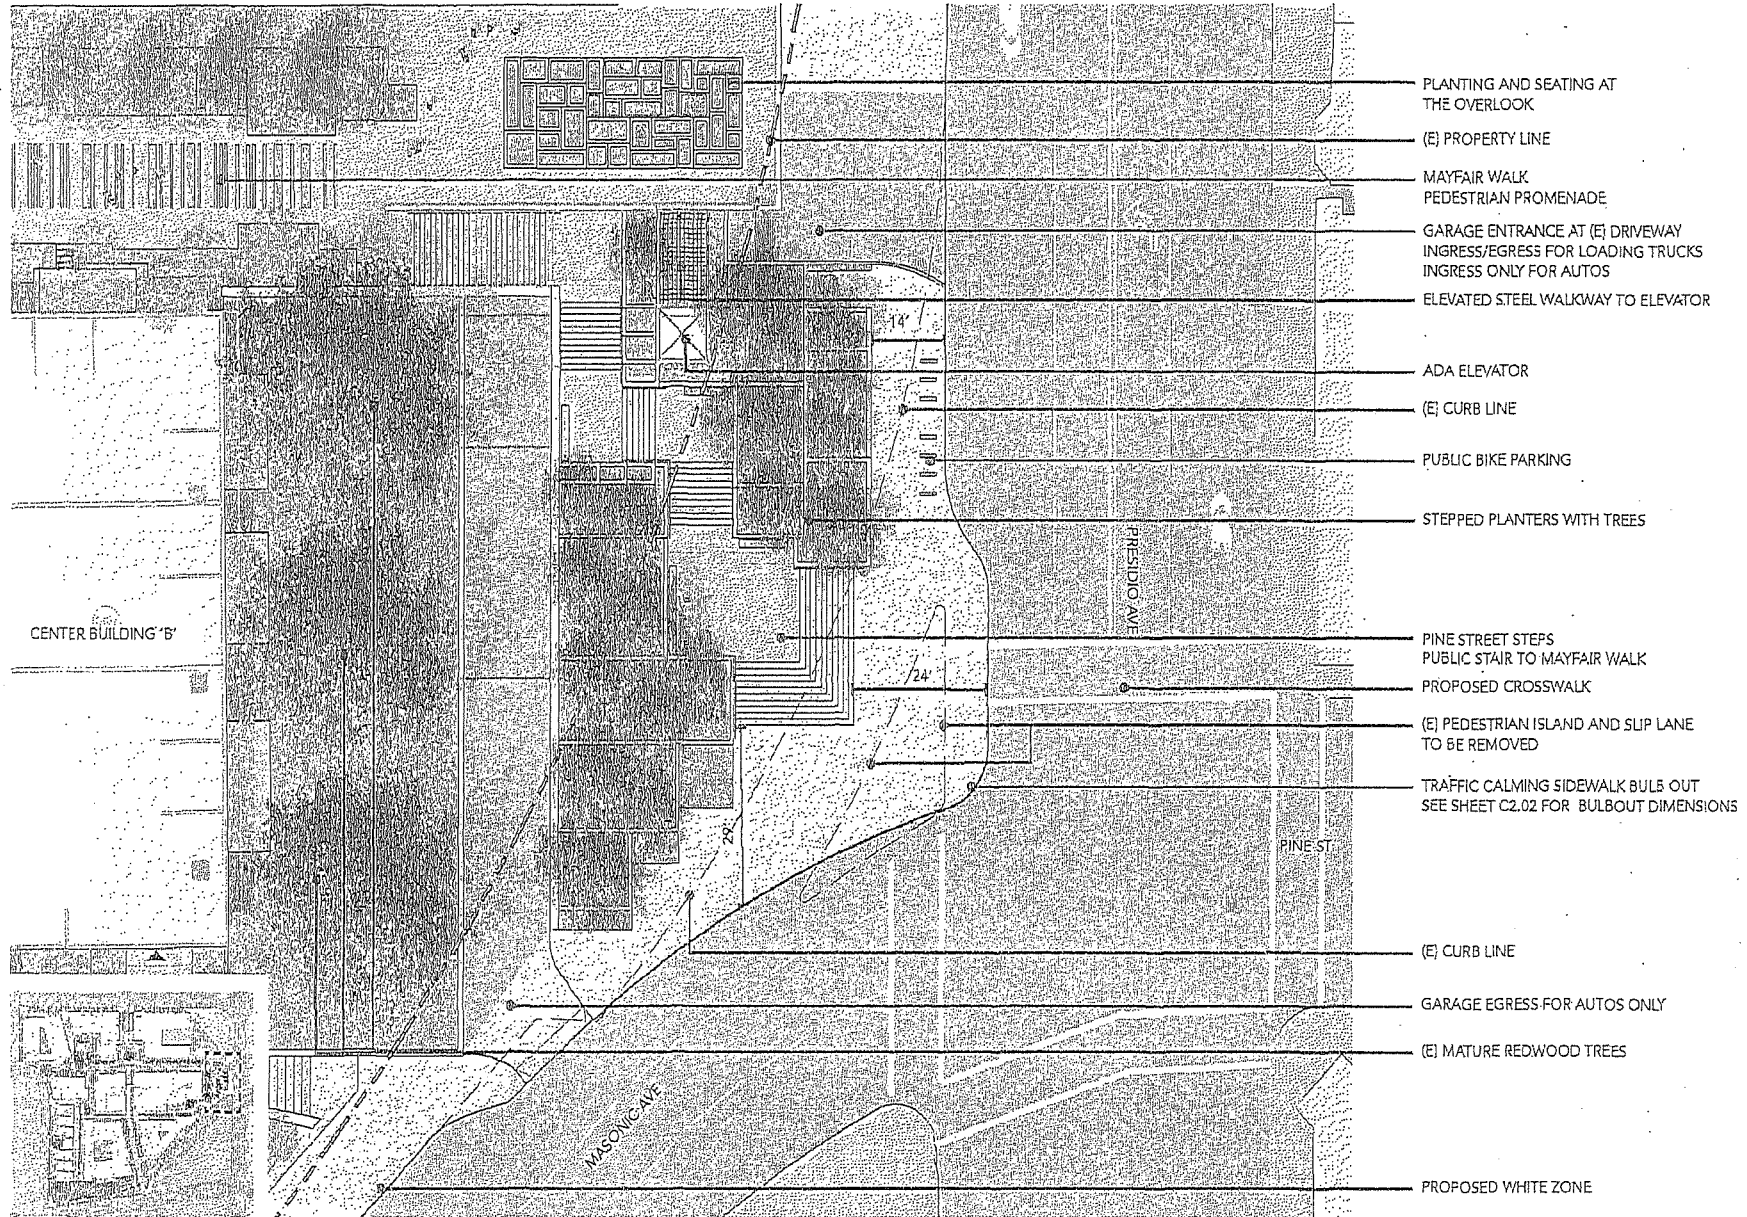 PLANTING AND SEATING AT
THE OVERLOOK
(E) PROPERTY LINE
MAYFAIR WALK
PEDESTRIAN PROMENADE
GARAGE ENTRANCE AT (E) DRIVEWAY
INGRESS/EGRESS FOR LOADING TRUCKS
INGRESS ONLY FOR AUTOS
ELEVATED STEEL WALKWAY TO ELEVATOR
14'
ADA ELEVATOR
(E) CURB LINE
PUBLIC BIKE PARKING
STEPPED PLANTERS WITH TREES
PRESIDIO AVE
CENTER BUILDING 'B'
PINE STREET STEPS
PUBLIC STAIR TO MAYFAIR WALK
24'
PROPOSED CROSSWALK
(E) PEDESTRIAN ISLAND AND SLIP LANE
TO BE REMOVED
TRAFFIC CALMING SIDEWALK BULB OUT
SEE SHEET C2.02 FOR BULBOUT DIMENSIONS
29'
PINE ST.
(E) CURB LINE
GARAGE EGRESS FOR AUTOS ONLY
(E) MATURE REDWOOD TREES
MASONIC AVE
PROPOSED WHITE ZONE